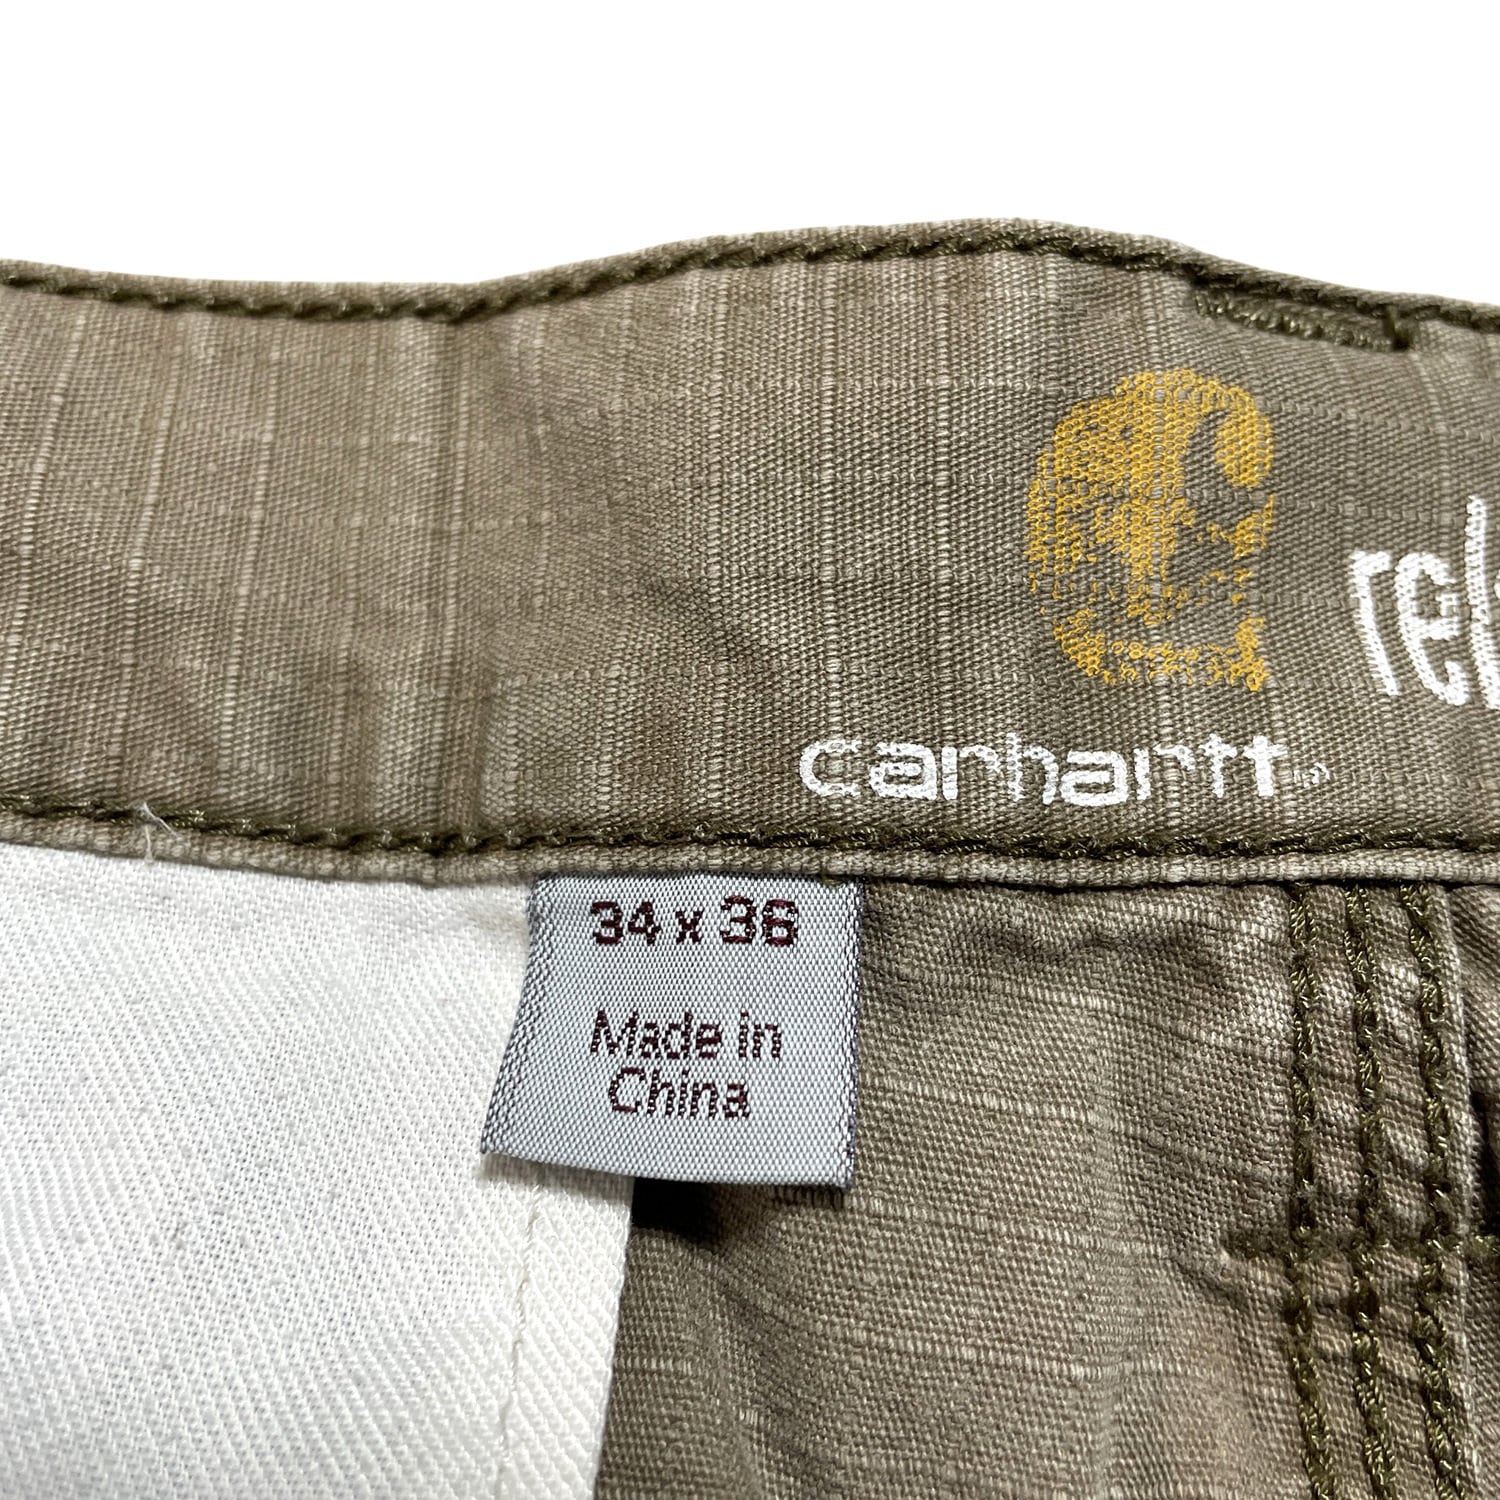 carhartt
34 x 36
Made in
China